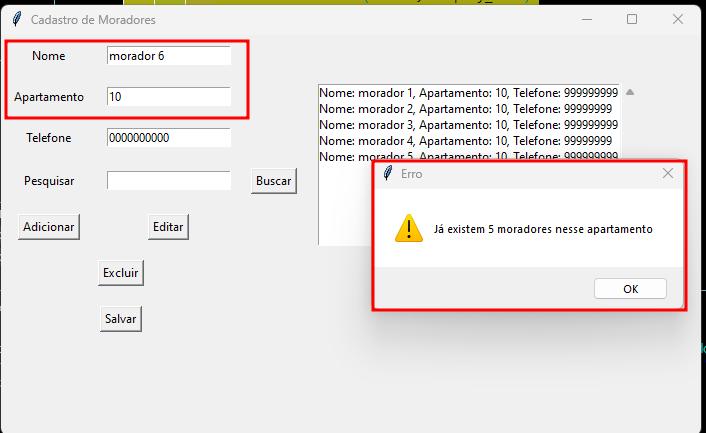 Cadastro de Moradores
Nome
morador 6
Apartamento
10
Telefone
0000000000
Pesquisar
Buscar
Adicionar
Editar
Excluir
Salvar
Nome: morador 1, Apartamento: 10, Telefone: 999999999
Nome: morador 2, Apartamento: 10, Telefone: 99999999
Nome: morador 3, Apartamento: 10, Telefone: 999999999
Nome: morador 4, Apartamento: 10, Telefone: 99999999
Nome: morador 5, Apartamento: 10, Telefone: 999999999
Erro
Já existem 5 moradores nesse apartamento
OK